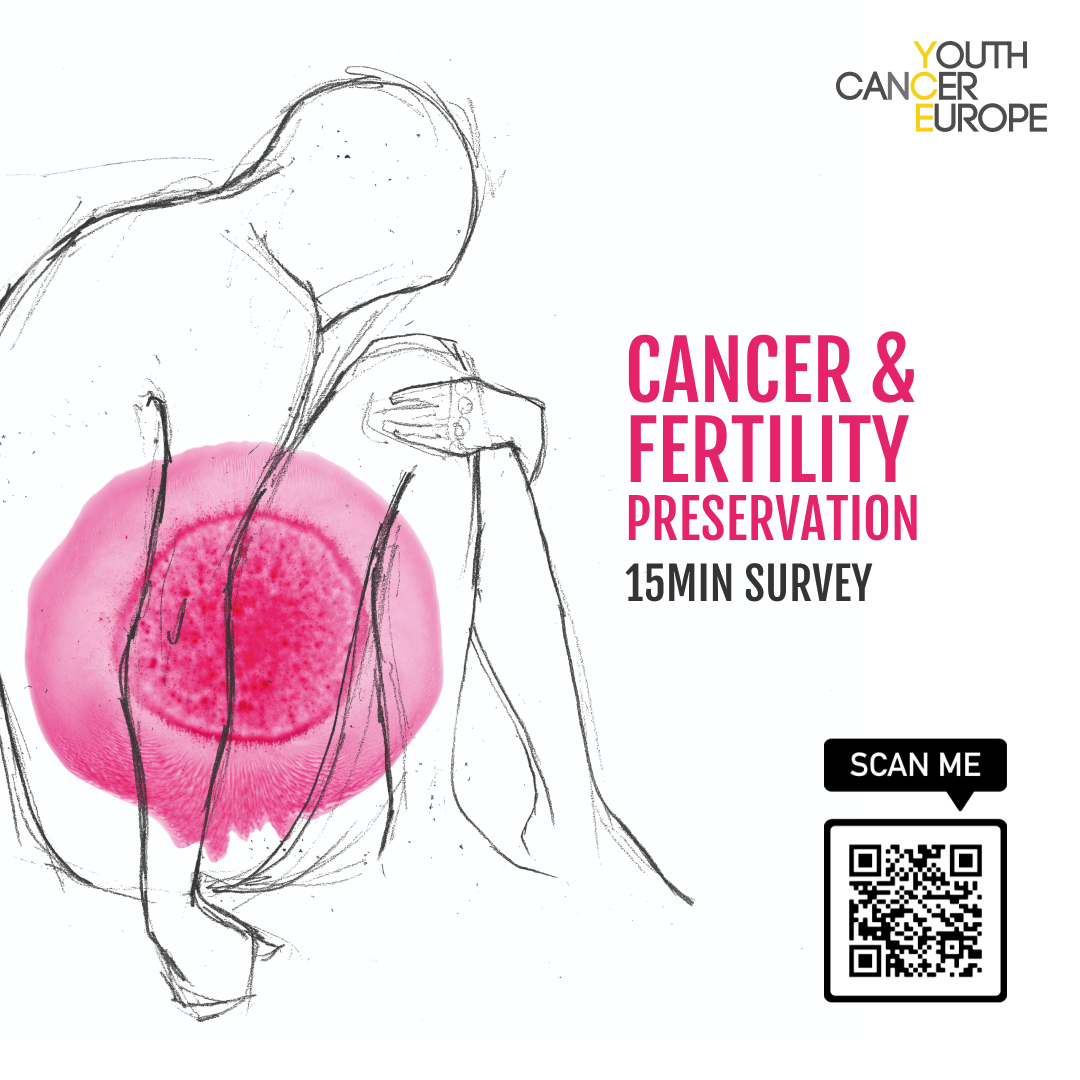 YOUTH
CANCER
EUROPE
CANCER &
FERTILITY
PRESERVATION
15MIN SURVEY
SCAN ME